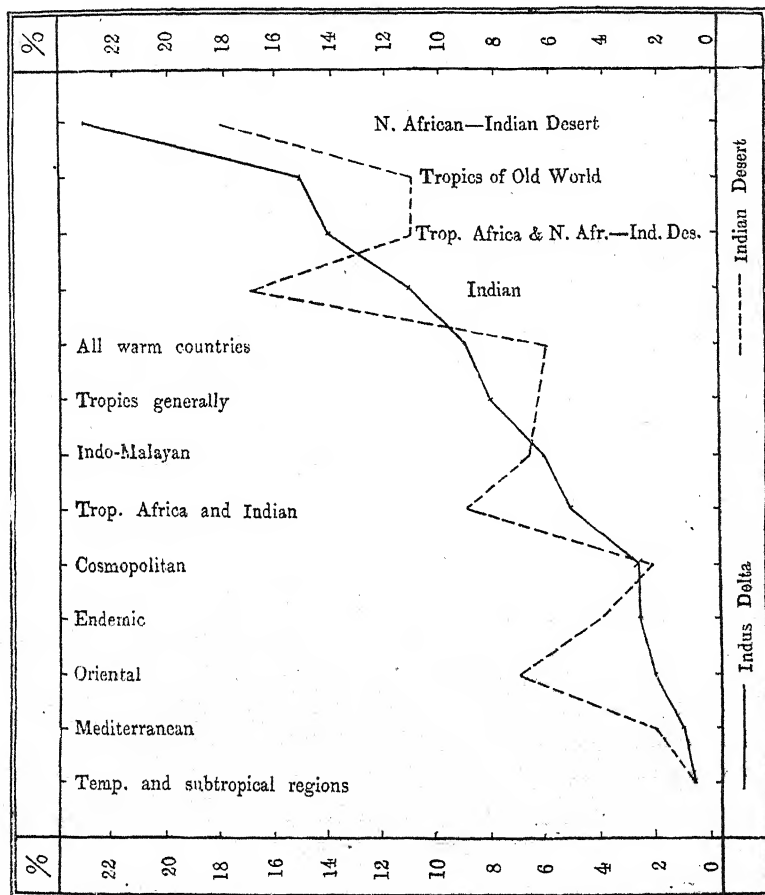 % 22 20 18 16 14 12 10 8 6 4 2 0
N. African—Indian Desert
Tropics of Old World
Trop. Africa & N. Afr.—Ind. Des.
Indian
All warm countries
Tropics generally
Indo-Malayan
Trop. Africa and Indian
Cosmopolitan
Endemic
Oriental
Mediterranean
Temp. and subtropical regions
% 22 20 18 16 14 12 10 8 6 4 2 0
Indian Desert
Indus Delta